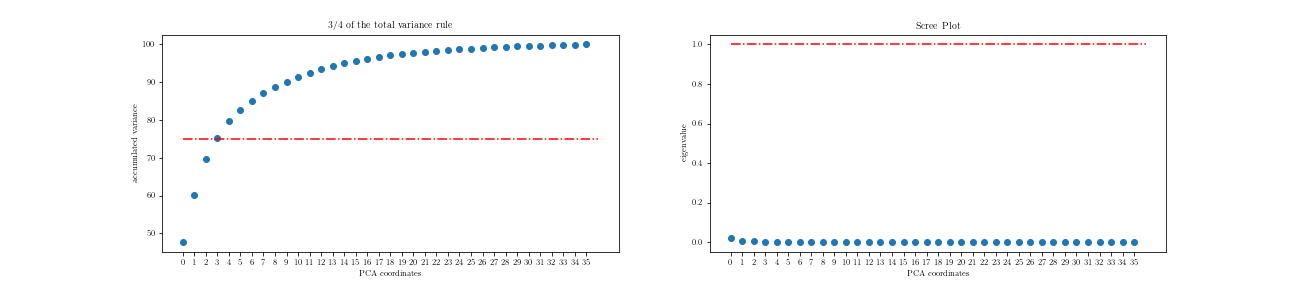 3/4 of the total variance rule
accumulated variance
100
90
80
70
60
50
0 1 2 3 4 5 6 7 8 9 10 11 12 13 14 15 16 17 18 19 20 21 22 23 24 25 26 27 28 29 30 31 32 33 34 35
PCA coordinates
Scree Plot
eigenvalue
1.0
0.8
0.6
0.4
0.2
0.0
0 1 2 3 4 5 6 7 8 9 10 11 12 13 14 15 16 17 18 19 20 21 22 23 24 25 26 27 28 29 30 31 32 33 34 35
PCA coordinates